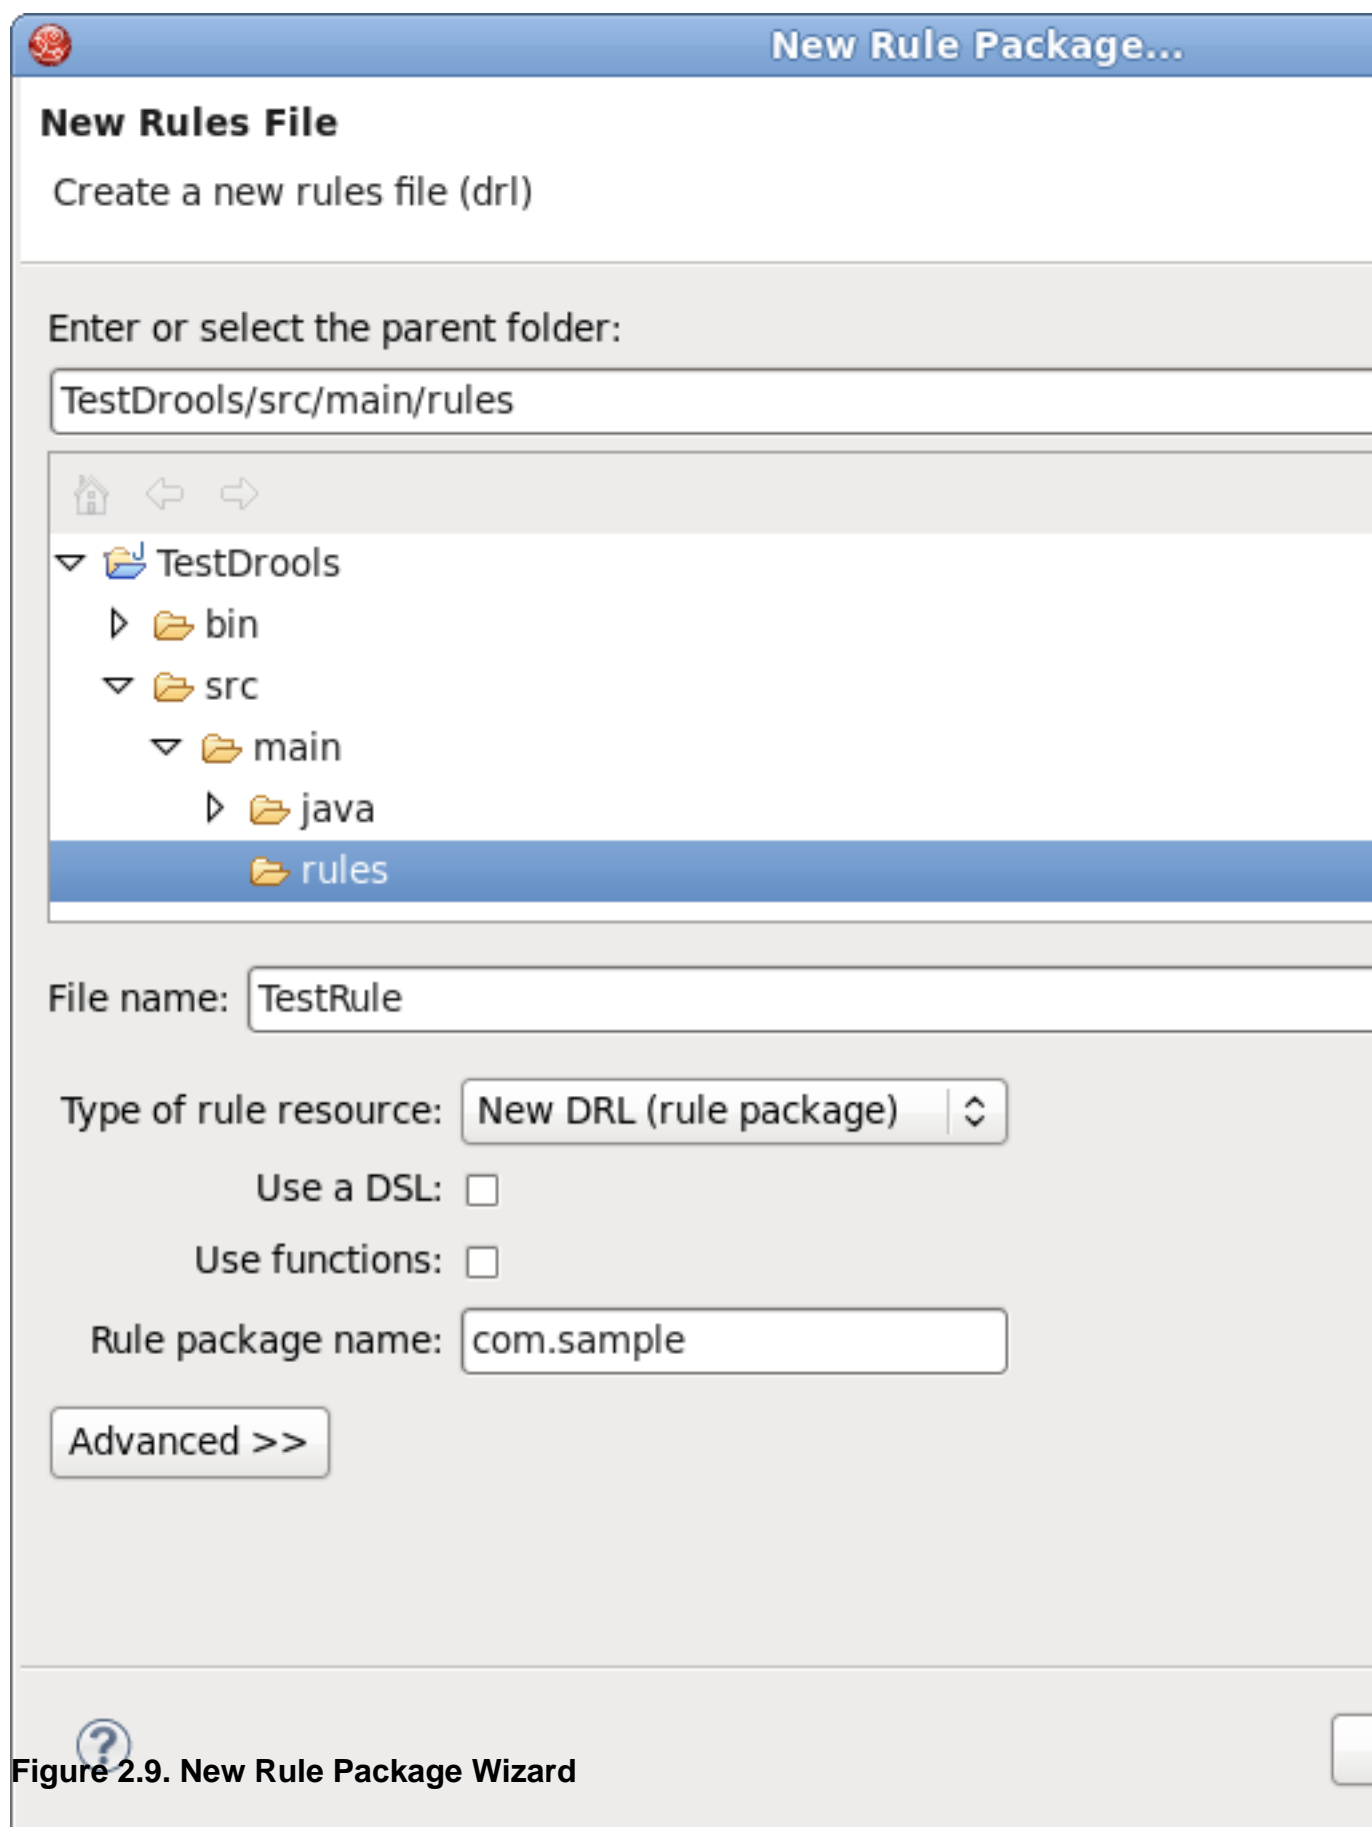 New Rule Package...
New Rules File
Create a new rules file (drl)
Enter or select the parent folder:
TestDrools/src/main/rules
TestDrools
bin
src
main
java
rules
File name: TestRule
Type of rule resource: New DRL (rule package)
Use a DSL:
Use functions:
Rule package name: com.sample
Advanced >>
?
Figure 2.9. New Rule Package Wizard